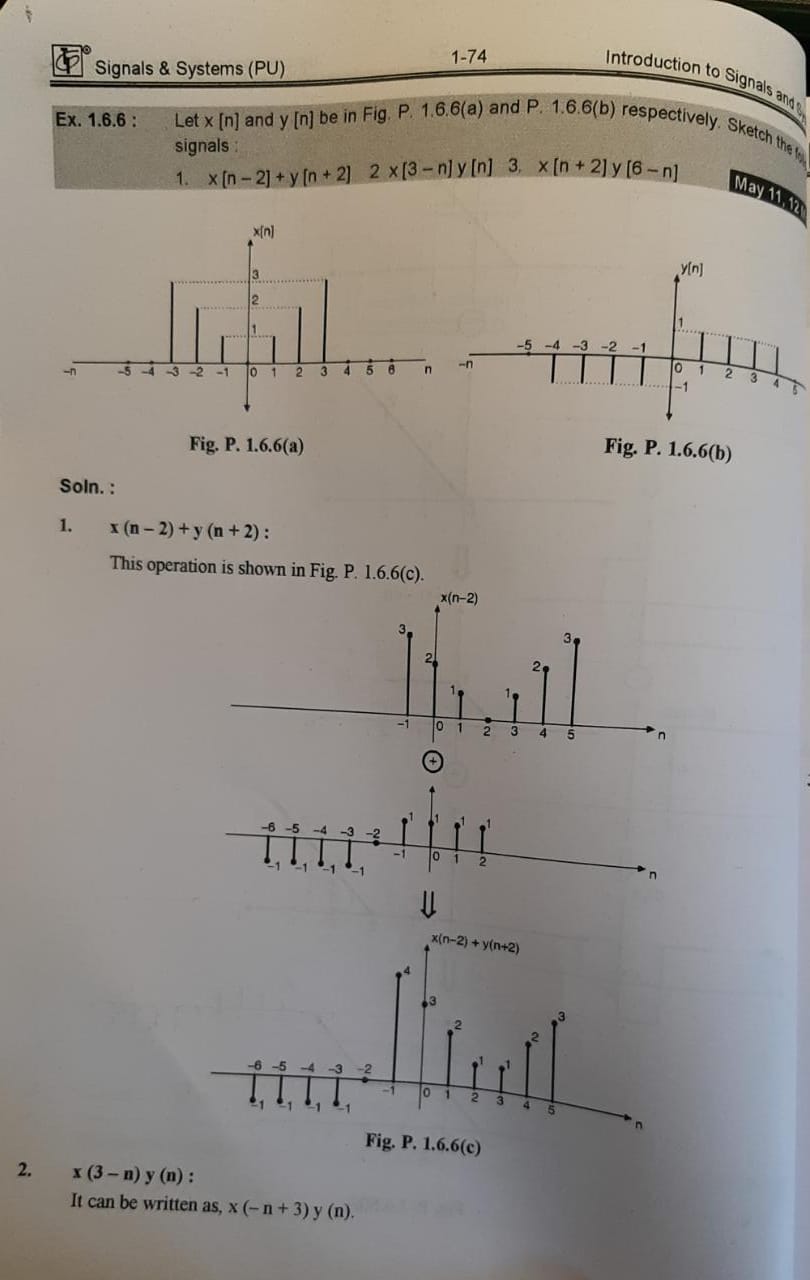 Signals & Systems (PU)
1-74
Introduction to Signals and
Ex. 1.6.6 : Let x [n] and y [n] be in Fig. P. 1.6.6(a) and P. 1.6.6(b) respectively. Sketch the
signals :
1. x [n – 2] + y [n + 2] 2 x [3 – n] y [n] 3. x [n + 2] y [6 – n]
May 11, 12
x[n]
3
2
1
–n –5 –4 –3 –2 –1 0 1 2 3 4 5 6 n
Fig. P. 1.6.6(a)
y[n]
1
–5 –4 –3 –2 –1
–n 0 1 2 3 4 5
–1
Fig. P. 1.6.6(b)
Soln. :
1. x (n – 2) + y (n + 2) :
This operation is shown in Fig. P. 1.6.6(c).
x(n–2)
3 2 1 1 2 3
–1 0 1 2 3 4 5 n
+
–6 –5 –4 –3 –2 1 1 1 1
–1 –1 –1 –1 –1 0 1 2 n
⇓
x(n–2) + y(n+2)
4 3 2 1 1 2 3
–6 –5 –4 –3 –2
–1 –1 –1 –1 –1 0 1 2 3 4 5 n
Fig. P. 1.6.6(c)
2. x (3 – n) y (n) :
It can be written as, x (– n + 3) y (n).